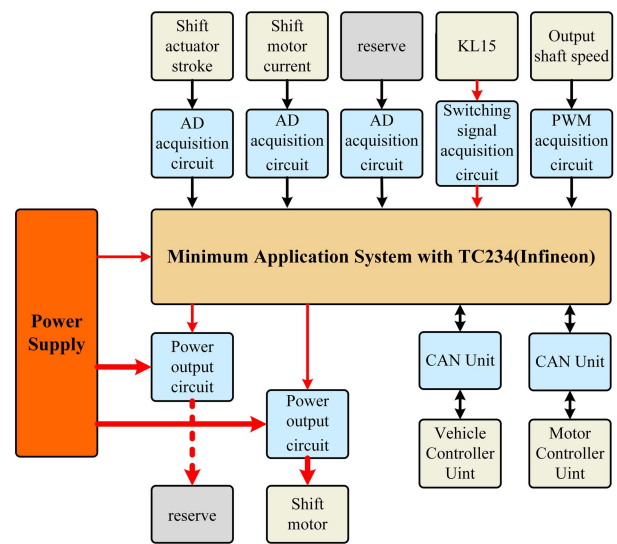 Shift
actuator
stroke
Shift
motor
current
reserve
KL15
Output
shaft speed
AD
acquisition
circuit
AD
acquisition
circuit
AD
acquisition
circuit
Switching
signal
acquisition
circuit
PWM
acquisition
circuit
Minimum Application System with TC234(Infineon)
Power
Supply
Power
output
circuit
Power
output
circuit
CAN Unit
CAN Unit
reserve
Shift
motor
Vehicle
Controller
Uint
Motor
Controller
Uint